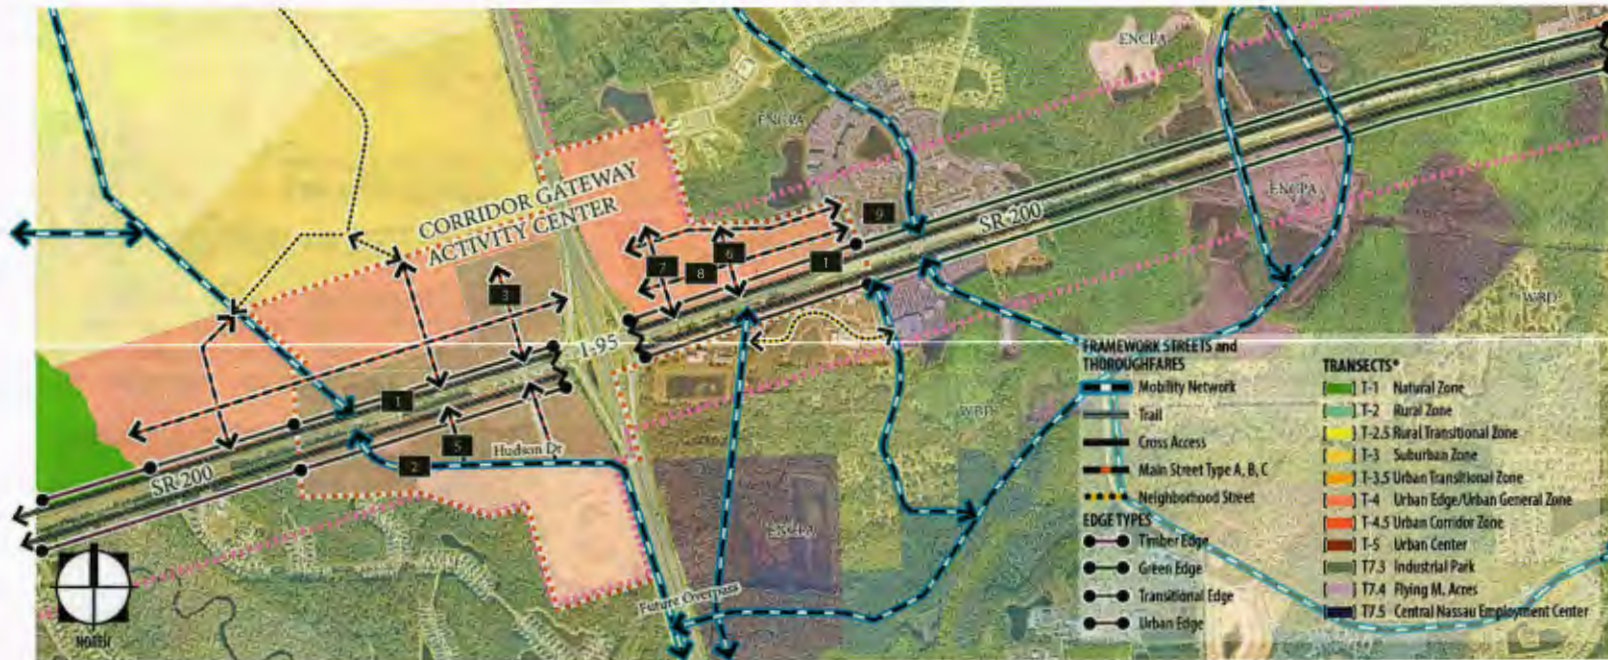 ENCPA
ENCPA
CORRIDOR GATEWAY
ACTIVITY CENTER
ENCPA
9
SR 200
7
6
8
1
3
I-95
WBD
1
WBD
Hudson Dr
5
2
SR 200
ENCPA
Future Overpass
NORTH
FRAMEWORK STREETS and
THOROUGHFARES
Mobility Network
Trail
Cross Access
Main Street Type A, B, C
Neighborhood Street
EDGE TYPES
Timber Edge
Green Edge
Transitional Edge
Urban Edge
TRANSECTS*
[ ] T-1 Natural Zone
[ ] T-2 Rural Zone
[ ] T-2.5 Rural Transitional Zone
[ ] T-3 Suburban Zone
[ ] T-3.5 Urban Transitional Zone
[ ] T-4 Urban Edge/Urban General Zone
[ ] T-4.5 Urban Corridor Zone
[ ] T-5 Urban Center
[ ] T7.3 Industrial Park
[ ] T7.4 Flying M. Acres
[ ] T7.5 Central Nassau Employment Center